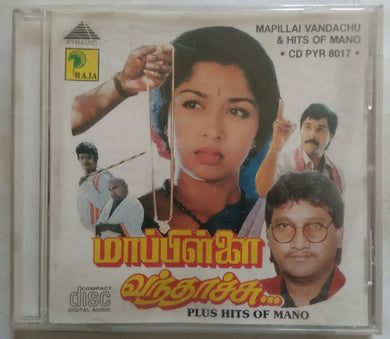 PYRAMID
RAJA
MAPILLAI VANDACHU
& HITS OF MANO
• CD PYR 8017 •
மாப்பிள்ளை
வந்தாச்சு...
COMPACT
disc
DIGITAL AUDIO
PLUS HITS OF MANO